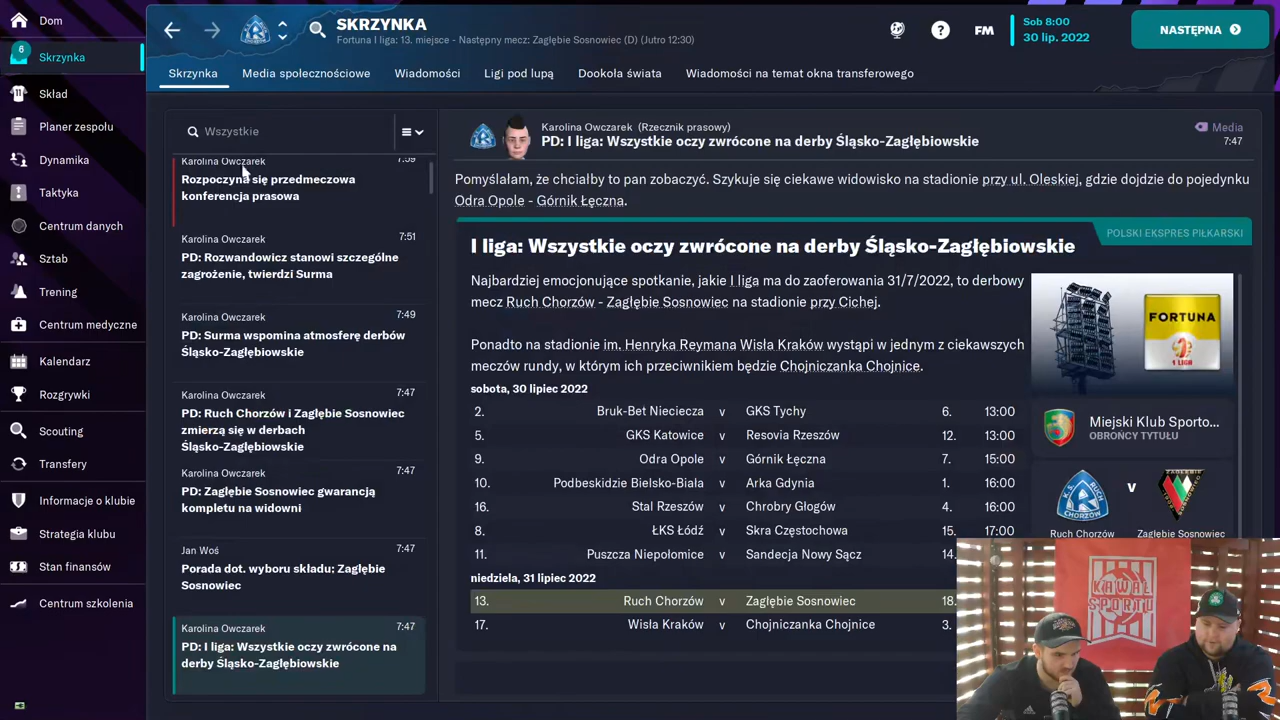 Dom
6
Skrzynka
Skład
Planer zespołu
Dynamika
Taktyka
Centrum danych
Sztab
Trening
Centrum medyczne
Kalendarz
Rozgrywki
Scouting
Transfery
Informacje o klubie
Strategia klubu
Stan finansów
Centrum szkolenia
SKRZYNKA
Fortuna I liga: 13. miejsce - Następny mecz: Zagłębie Sosnowiec (D) (Jutro 12:30)
FM
Sob 8:00
30 lip. 2022
NASTĘPNA
Skrzynka
Media społecznościowe
Wiadomości
Ligi pod lupą
Dookoła świata
Wiadomości na temat okna transferowego
Wszystkie
Karolina Owczarek 7:59
Rozpoczyna się przedmeczowa
konferencja prasowa
Karolina Owczarek 7:51
PD: Rozwandowicz stanowi szczególne
zagrożenie, twierdzi Surma
Karolina Owczarek 7:49
PD: Surma wspomina atmosferę derbów
Śląsko-Zagłębiowskie
Karolina Owczarek 7:47
PD: Ruch Chorzów i Zagłębie Sosnowiec
zmierzą się w derbach
Śląsko-Zagłębiowskie
Karolina Owczarek 7:47
PD: Zagłębie Sosnowiec gwarancją
kompletu na widowni
Jan Woś 7:47
Porada dot. wyboru składu: Zagłębie
Sosnowiec
Karolina Owczarek 7:47
PD: I liga: Wszystkie oczy zwrócone na
derby Śląsko-Zagłębiowskie
Karolina Owczarek (Rzecznik prasowy)
PD: I liga: Wszystkie oczy zwrócone na derby Śląsko-Zagłębiowskie
Media
7:47
Pomyślałam, że chciałby to pan zobaczyć. Szykuje się ciekawe widowisko na stadionie przy ul. Oleskiej, gdzie dojdzie do pojedynku
Odra Opole - Górnik Łęczna.
POLSKI EKSPRES PIŁKARSKI
I liga: Wszystkie oczy zwrócone na derby Śląsko-Zagłębiowskie
Najbardziej emocjonujące spotkanie, jakie I liga ma do zaoferowania 31/7/2022, to derbowy
mecz Ruch Chorzów - Zagłębie Sosnowiec na stadionie przy Cichej.
Ponadto na stadionie im. Henryka Reymana Wisła Kraków wystąpi w jednym z ciekawszych
meczów rundy, w którym ich przeciwnikiem będzie Chojniczanka Chojnice.
sobota, 30 lipiec 2022
2. Bruk-Bet Nieciecza v GKS Tychy 6. 13:00
5. GKS Katowice v Resovia Rzeszów 12. 13:00
9. Odra Opole v Górnik Łęczna 7. 15:00
10. Podbeskidzie Bielsko-Biała v Arka Gdynia 1. 16:00
16. Stal Rzeszów v Chrobry Głogów 4. 16:00
8. ŁKS Łódź v Skra Częstochowa 15. 17:00
11. Puszcza Niepołomice v Sandecja Nowy Sącz 14.
niedziela, 31 lipiec 2022
13. Ruch Chorzów v Zagłębie Sosnowiec 18.
17. Wisła Kraków v Chojniczanka Chojnice 3.
FORTUNA
1 LIGA
Miejski Klub Sporto...
OBROŃCY TYTUŁU
v
Ruch Chorzów
Zagłębie Sosnowiec
KAWAŁ
SPORTU